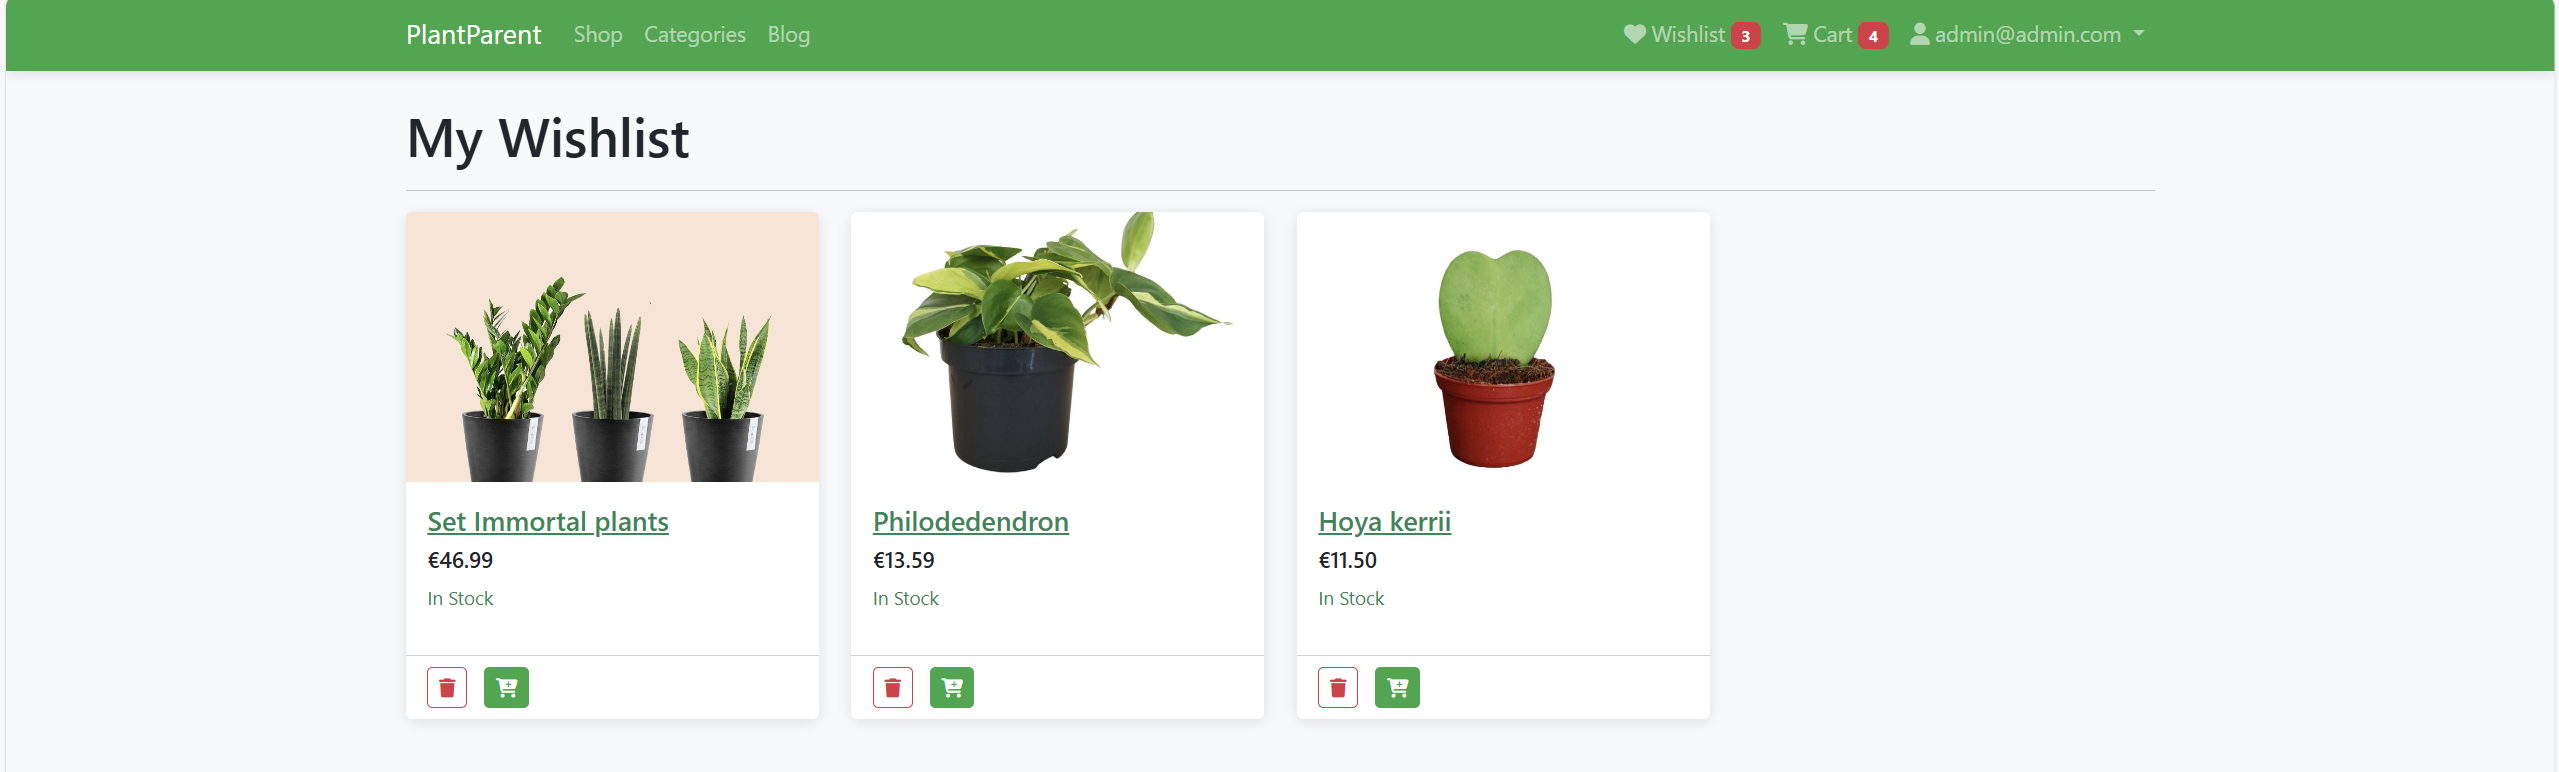 PlantParent Shop Categories Blog Wishlist 3 Cart 4 admin@admin.com
My Wishlist
Set Immortal plants
€46.99
In Stock
Philodedendron
€13.59
In Stock
Hoya kerrii
€11.50
In Stock